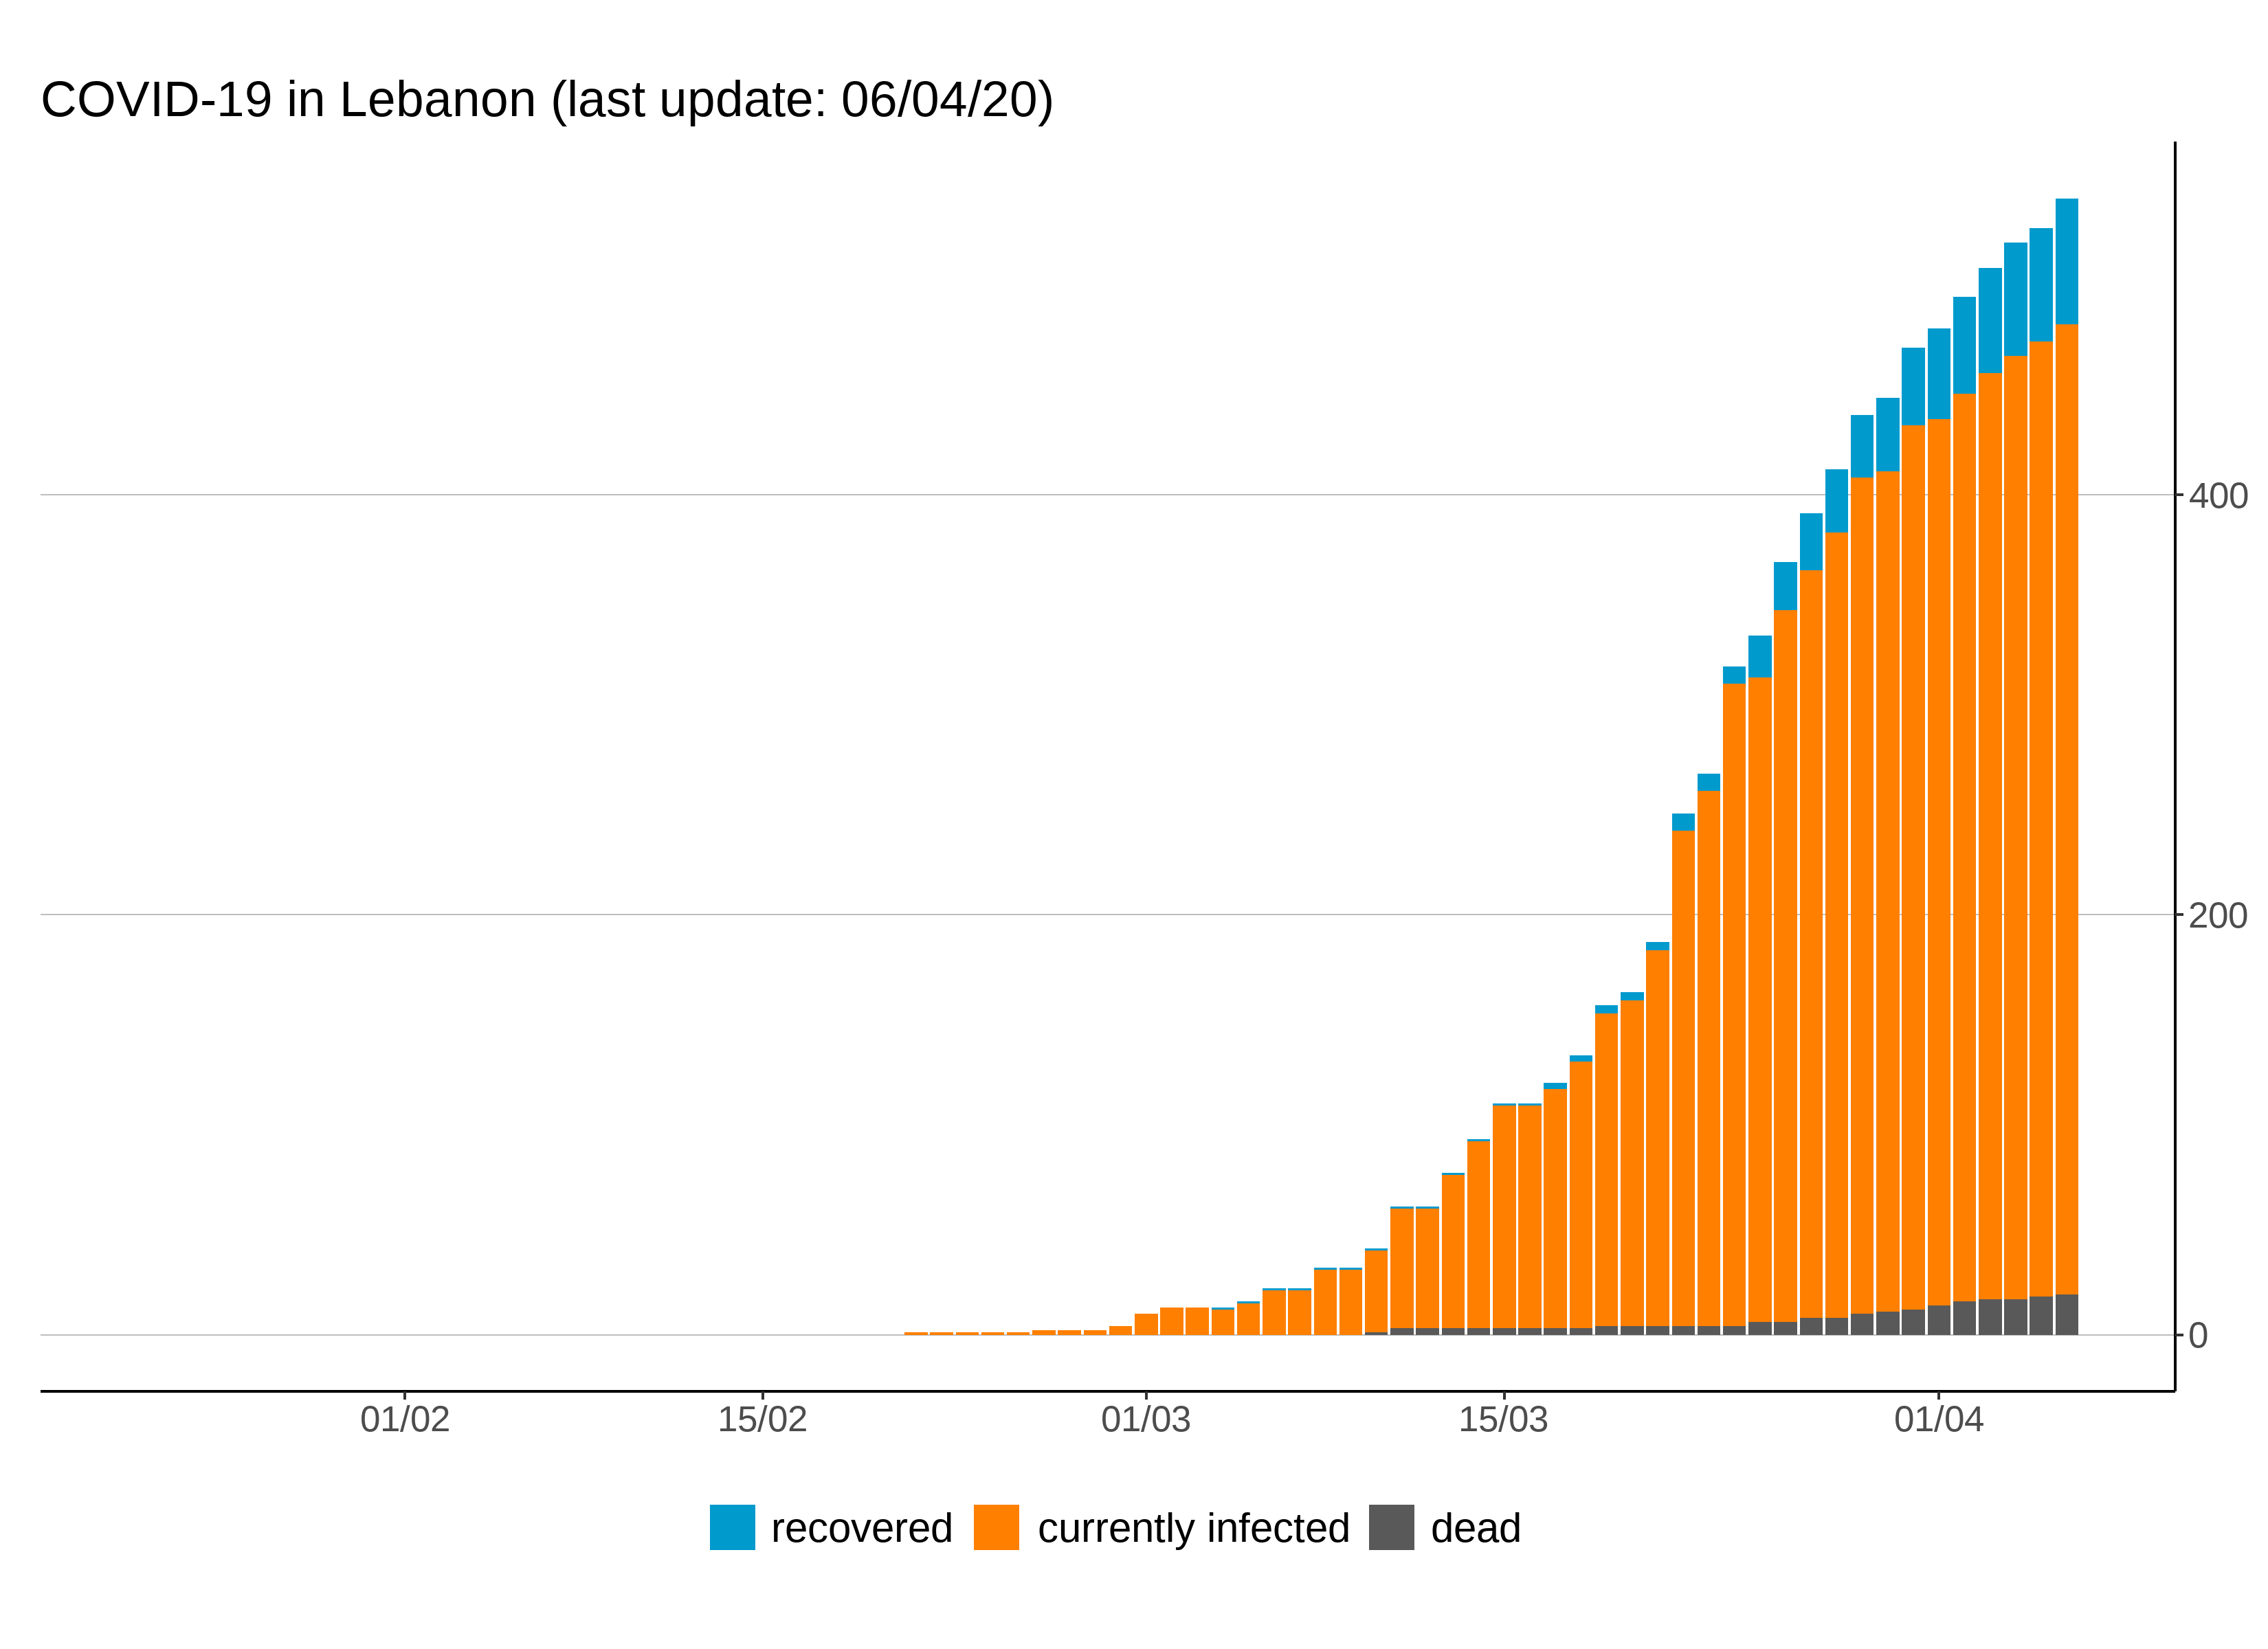 COVID-19 in Lebanon (last update: 06/04/20)
400
200
0
01/02 15/02 01/03 15/03 01/04
recovered currently infected dead